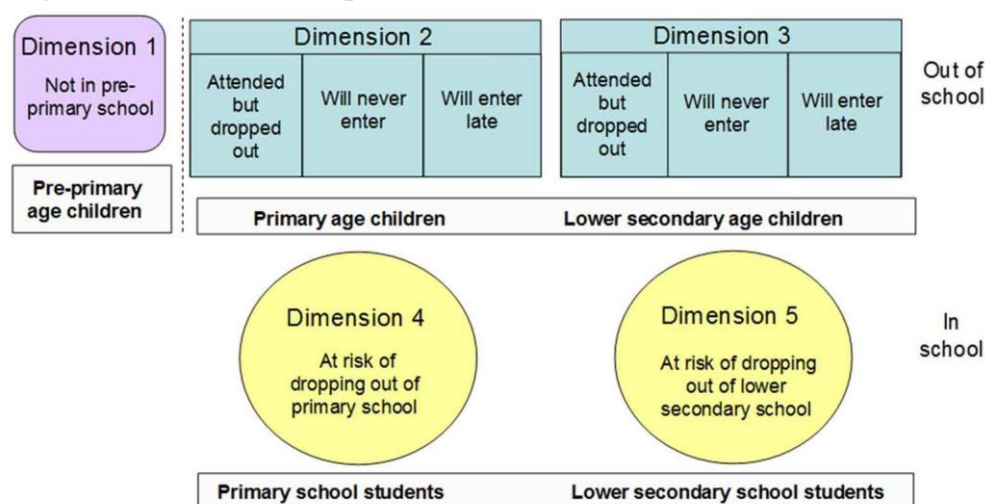 Dimension 1
Not in pre-
primary school
Pre-primary
age children
Dimension 2
Attended
but
dropped
out
Will never
enter
Will enter
late
Dimension 3
Attended
but
dropped
out
Will never
enter
Will enter
late
Out of
school
Primary age children
Lower secondary age children
Dimension 4
At risk of
dropping out of
primary school
Dimension 5
At risk of dropping
out of lower
secondary school
In
school
Primary school students
Lower secondary school students